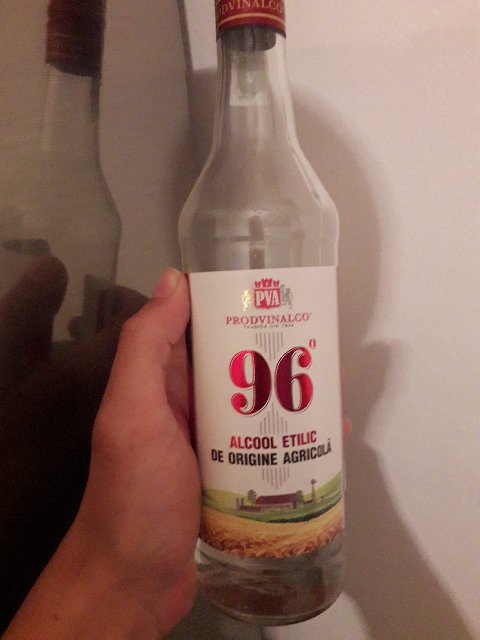 PRODVINALCO
PVA
PRODVINALCO
96°
ALCOOL ETILIC
DE ORIGINE AGRICOLĂ